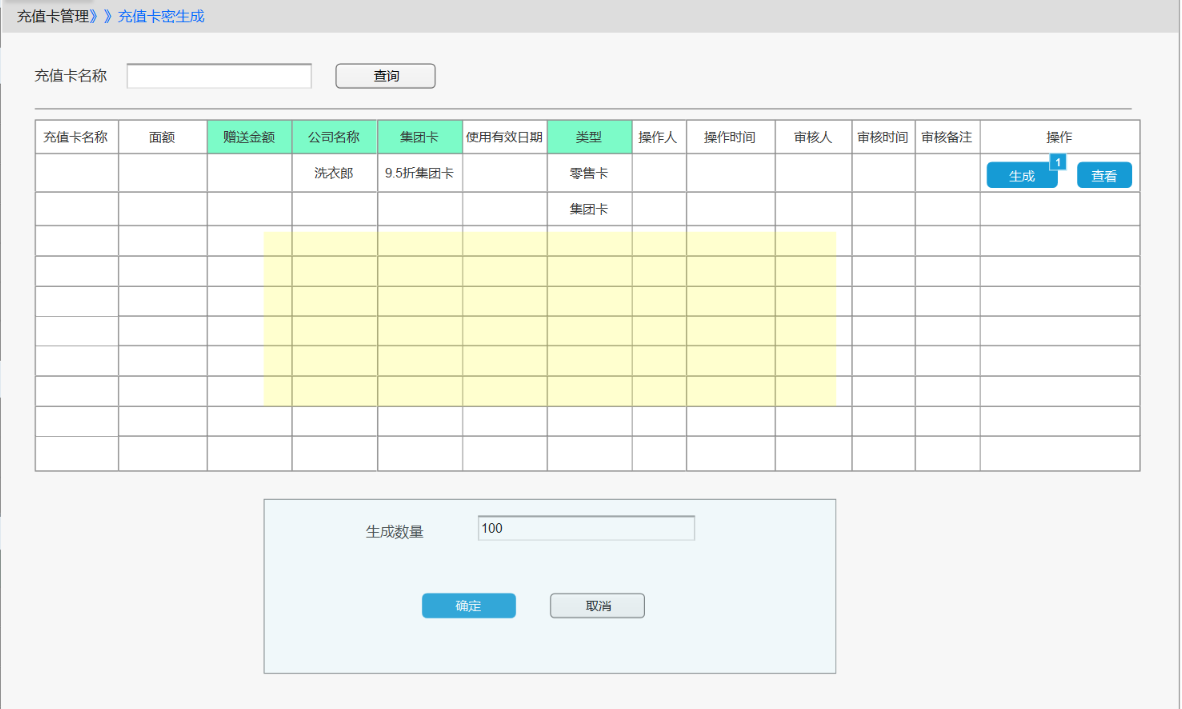 充值卡管理》》充值卡密生成
充值卡名称 查询
充值卡名称 面额 赠送金额 公司名称 集团卡 使用有效日期 类型 操作人 操作时间 审核人 审核时间 审核备注 操作
洗衣郎 9.5折集团卡 零售卡 生成 1 查看
集团卡
生成数量 100
确定 取消